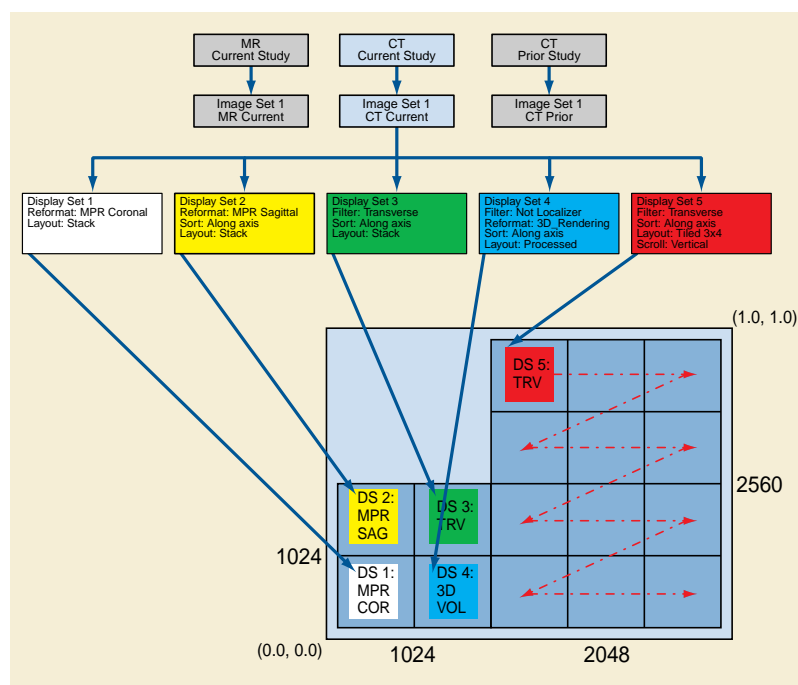 MR
Current Study
CT
Current Study
CT
Prior Study
Image Set 1
MR Current
Image Set 1
CT Current
Image Set 1
CT Prior
Display Set 1
Reformat: MPR Coronal
Layout: Stack
Display Set 2
Reformat: MPR Sagittal
Sort: Along axis
Layout: Stack
Display Set 3
Filter: Transverse
Sort: Along axis
Layout: Stack
Display Set 4
Filter: Not Localizer
Reformat: 3D_Rendering
Sort: Along axis
Layout: Processed
Display Set 5
Filter: Transverse
Sort: Along axis
Layout: Tiled 3x4
Scroll: Vertical
(1.0, 1.0)
DS 5:
TRV
DS 2:
MPR
SAG
DS 3:
TRV
2560
1024
DS 1:
MPR
COR
DS 4:
3D
VOL
(0.0, 0.0)
1024
2048